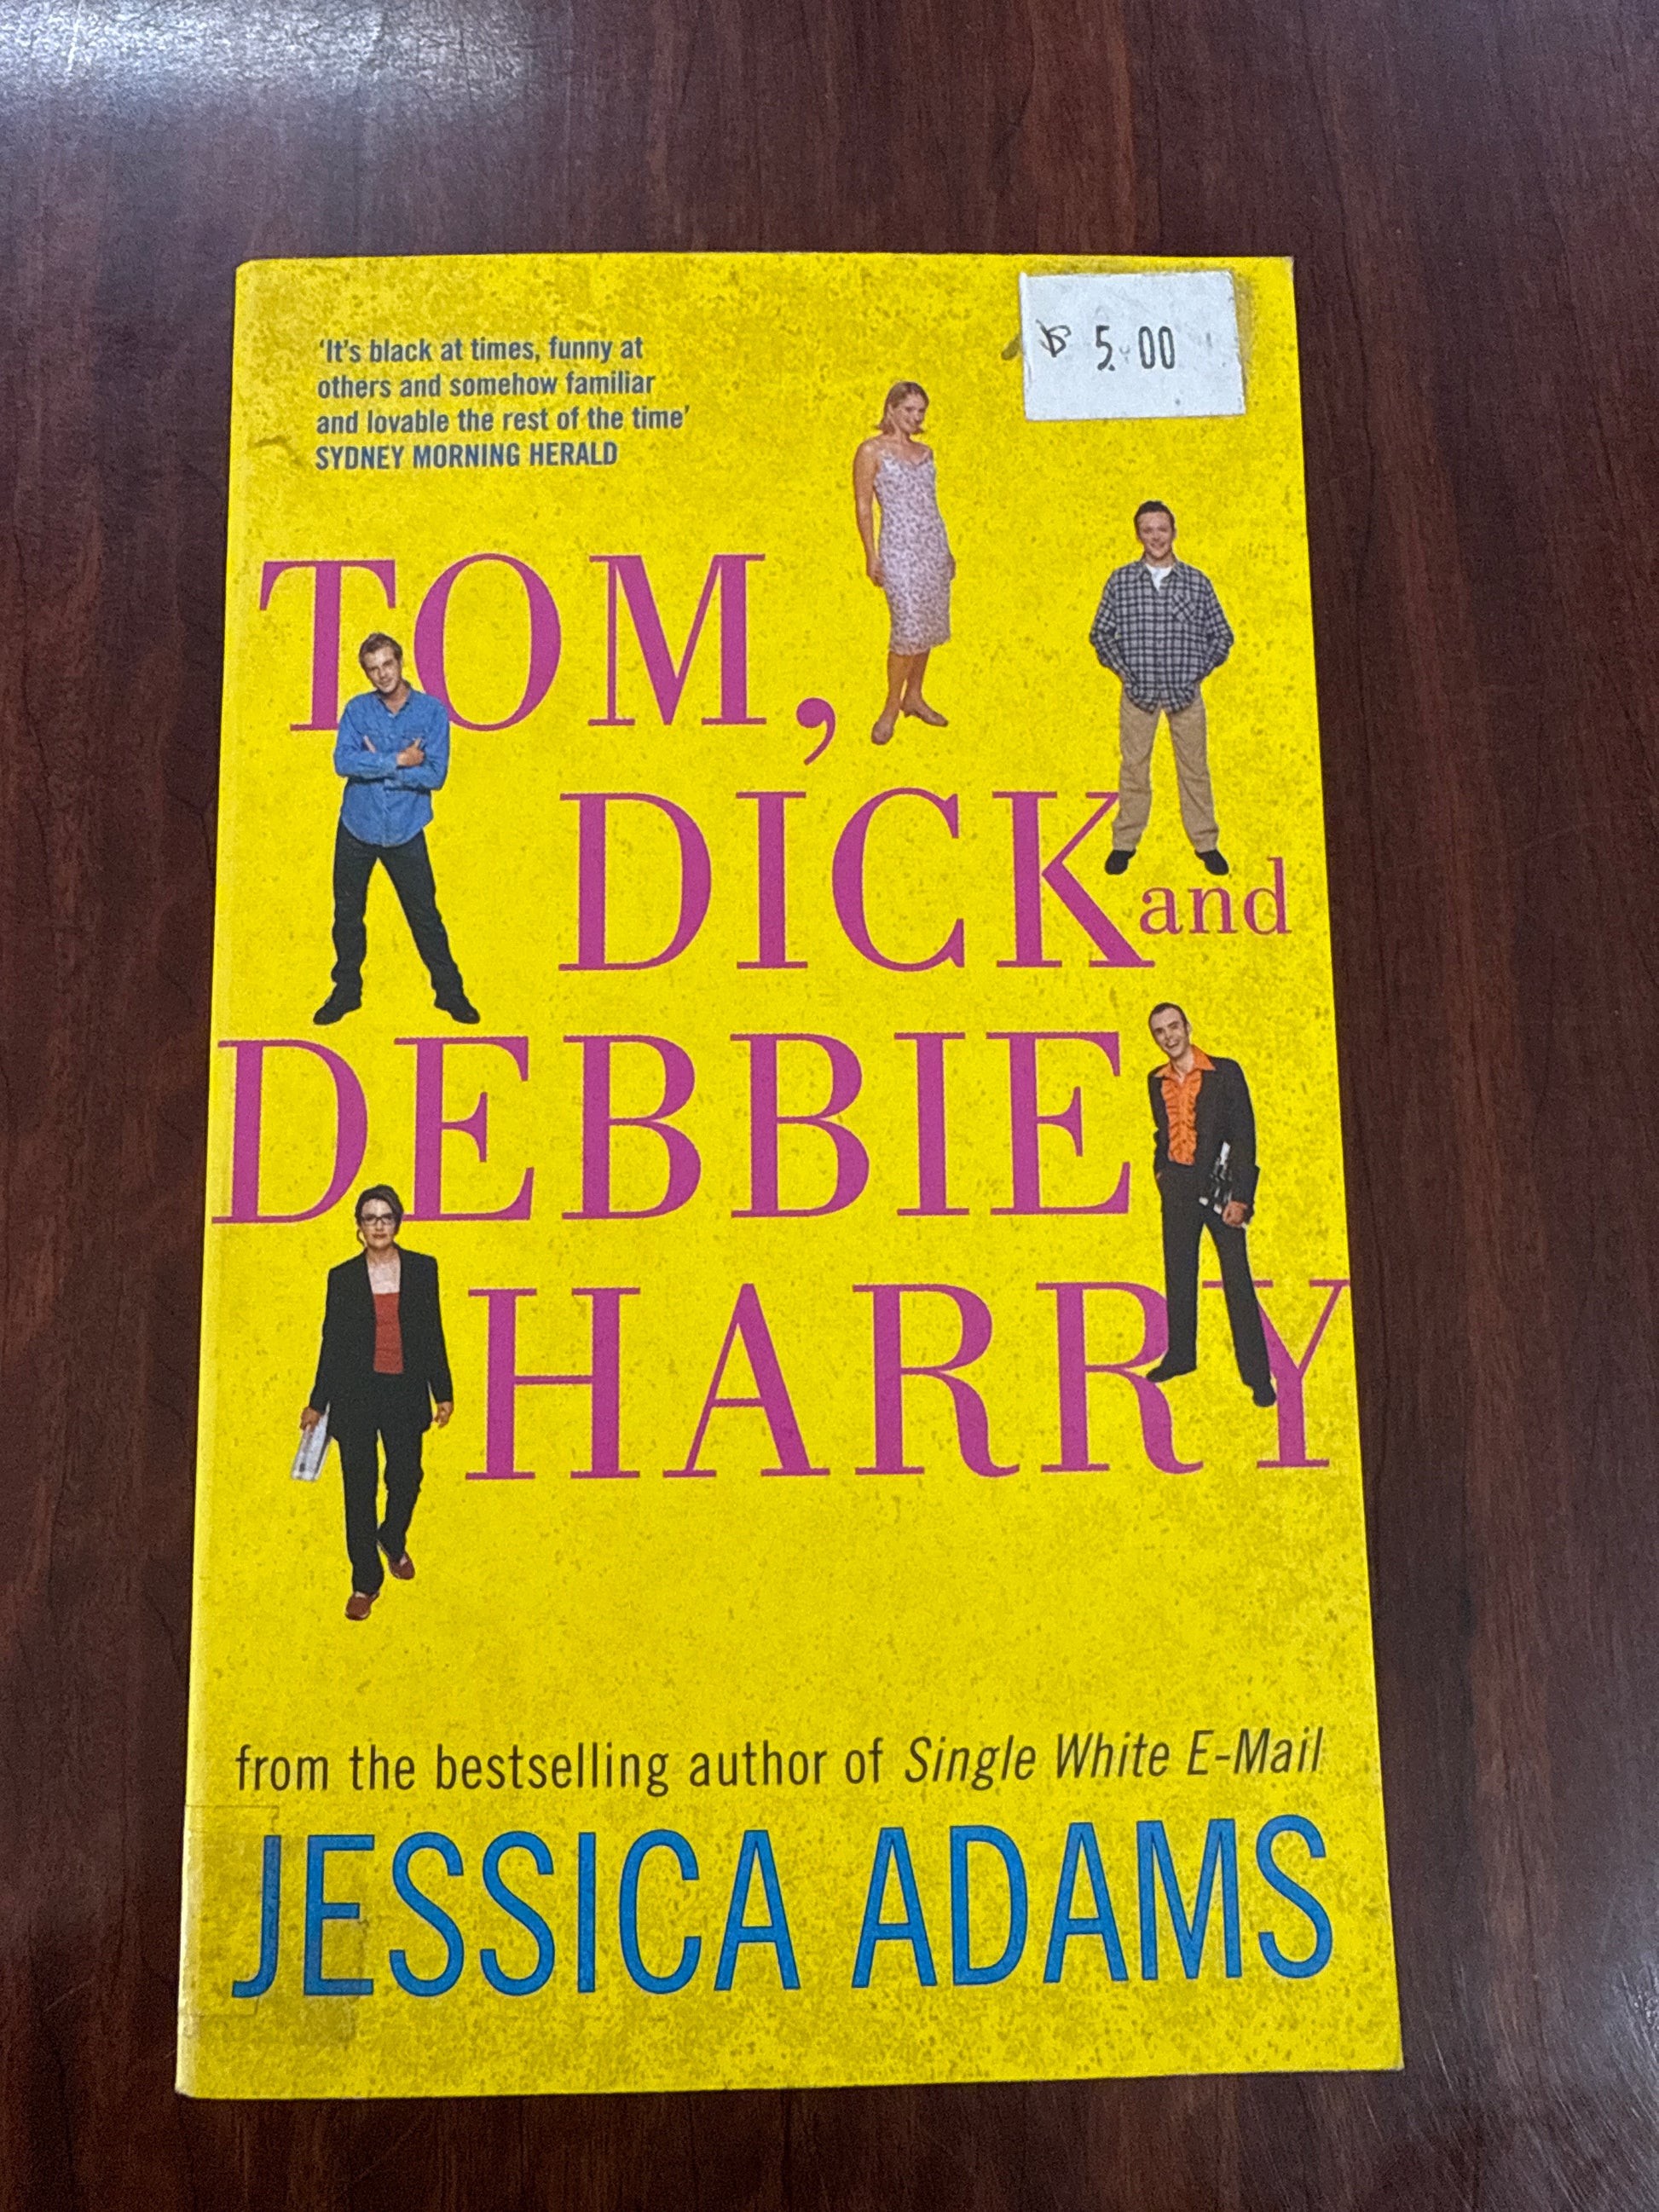 'It's black at times, funny at
others and somehow familiar
and lovable the rest of the time'
SYDNEY MORNING HERALD
$ 5.00
TOM,
DICK and
DEBBIE
HARRY
from the bestselling author of Single White E-Mail
JESSICA ADAMS